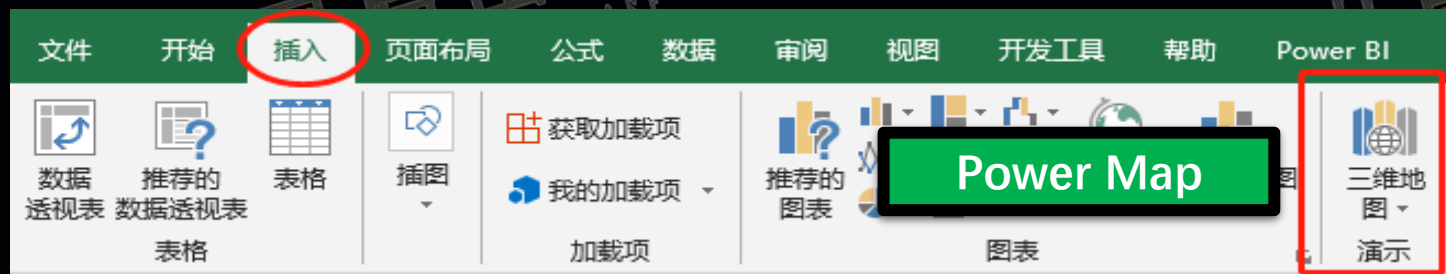 文件 开始 插入 页面布局 公式 数据 审阅 视图 开发工具 帮助 Power BI
数据
透视表
推荐的
数据透视表
表格
表格
插图
获取加载项
我的加载项
加载项
推荐的
图表
Power Map
图
图表
三维地
图
演示